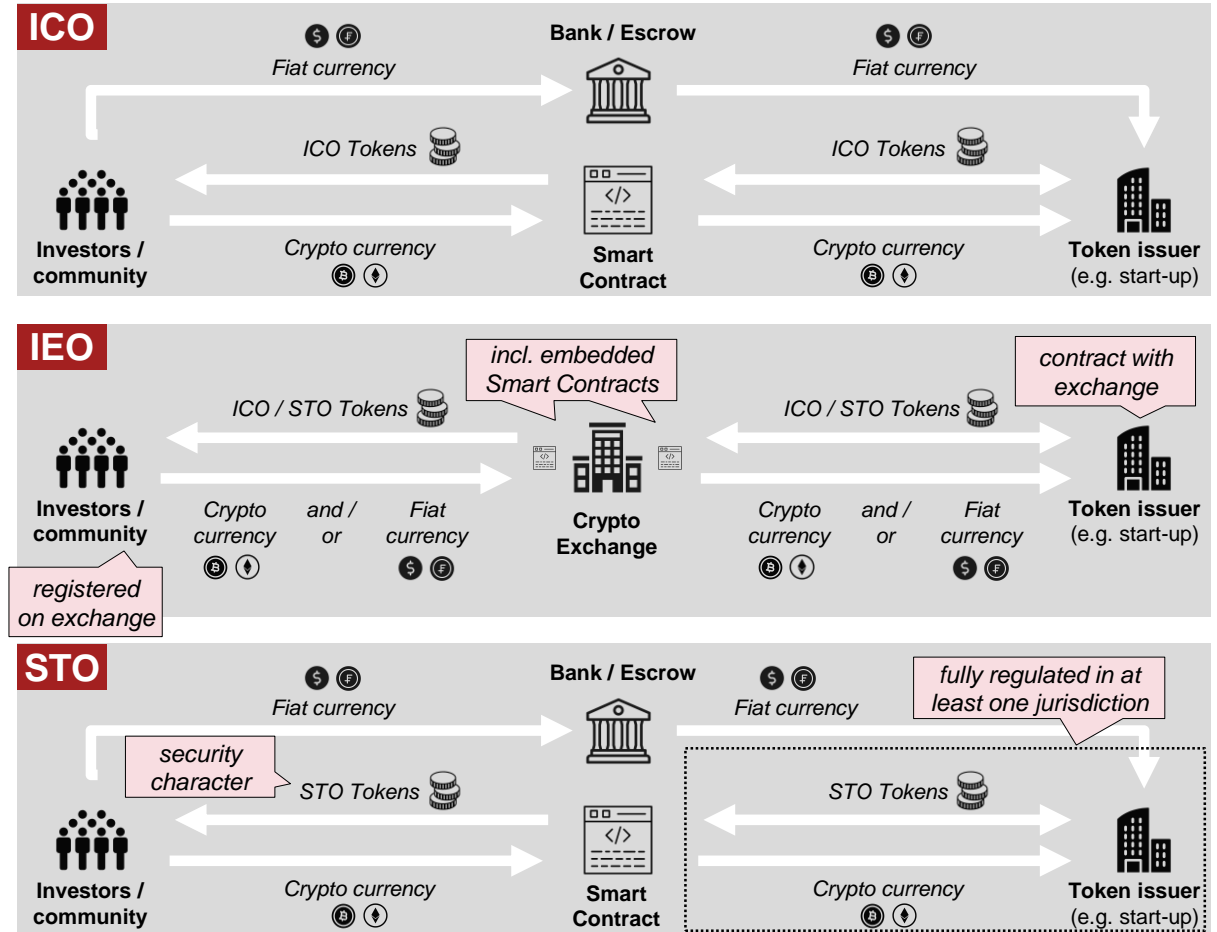 ICO
Fiat currency
Bank / Escrow
Fiat currency
ICO Tokens
ICO Tokens
</>
Investors /
community
Crypto currency
Smart
Contract
Crypto currency
Token issuer
(e.g. start-up)
IEO
incl. embedded
Smart Contracts
contract with
exchange
ICO / STO Tokens
ICO / STO Tokens
Investors /
community
Crypto
currency
and /
or
Fiat
currency
Crypto
Exchange
Crypto
currency
and /
or
Fiat
currency
Token issuer
(e.g. start-up)
registered
on exchange
STO
Fiat currency
Bank / Escrow
Fiat currency
fully regulated in at
least one jurisdiction
security
character
STO Tokens
STO Tokens
</>
Investors /
community
Crypto currency
Smart
Contract
Crypto currency
Token issuer
(e.g. start-up)